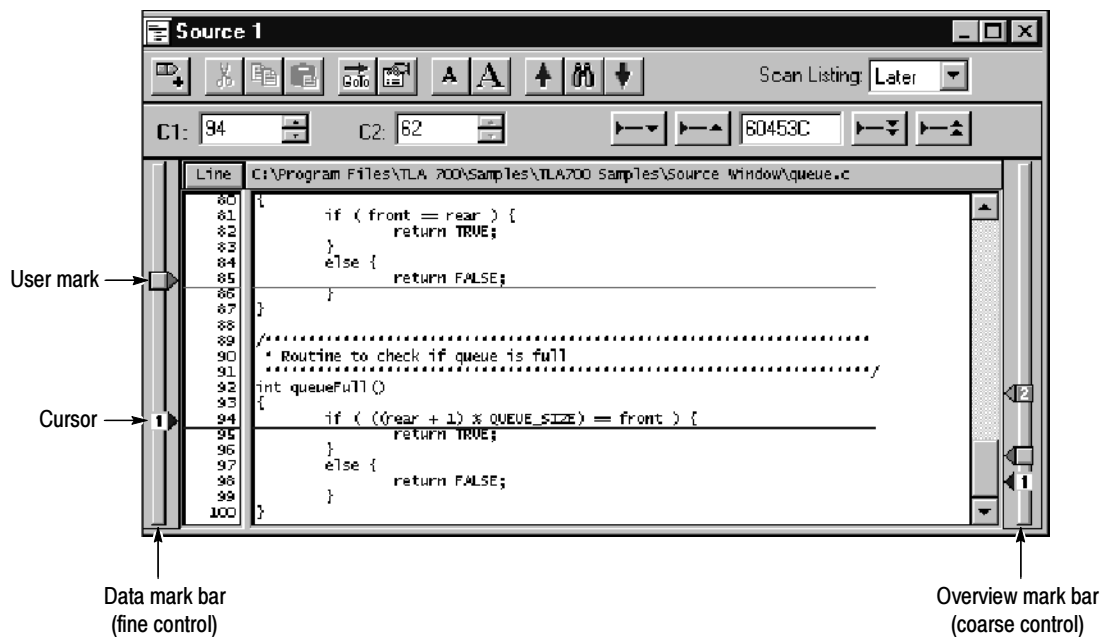 Source 1
GoTo A A Scan Listing: Later
C1: 94 C2: 62 60453C
Line C:\Program Files\TLA 700\Samples\TLA700 Samples\Source Window\queue.c
80 {
81 if ( front == rear ) {
82 return TRUE;
83 }
84 else {
User mark 85 return FALSE;
86 }
87 }
88
89 /************************************************************************
90 * Routine to check if queue is full
91 ************************************************************************/
92 int queueFull()
93 {
2
Cursor 1 94 if ( ((rear + 1) % QUEUE_SIZE) == front ) {
95 return TRUE;
96 }
97 else {
98 return FALSE;
1
99 }
100 }
Data mark bar
(fine control)
Overview mark bar
(coarse control)